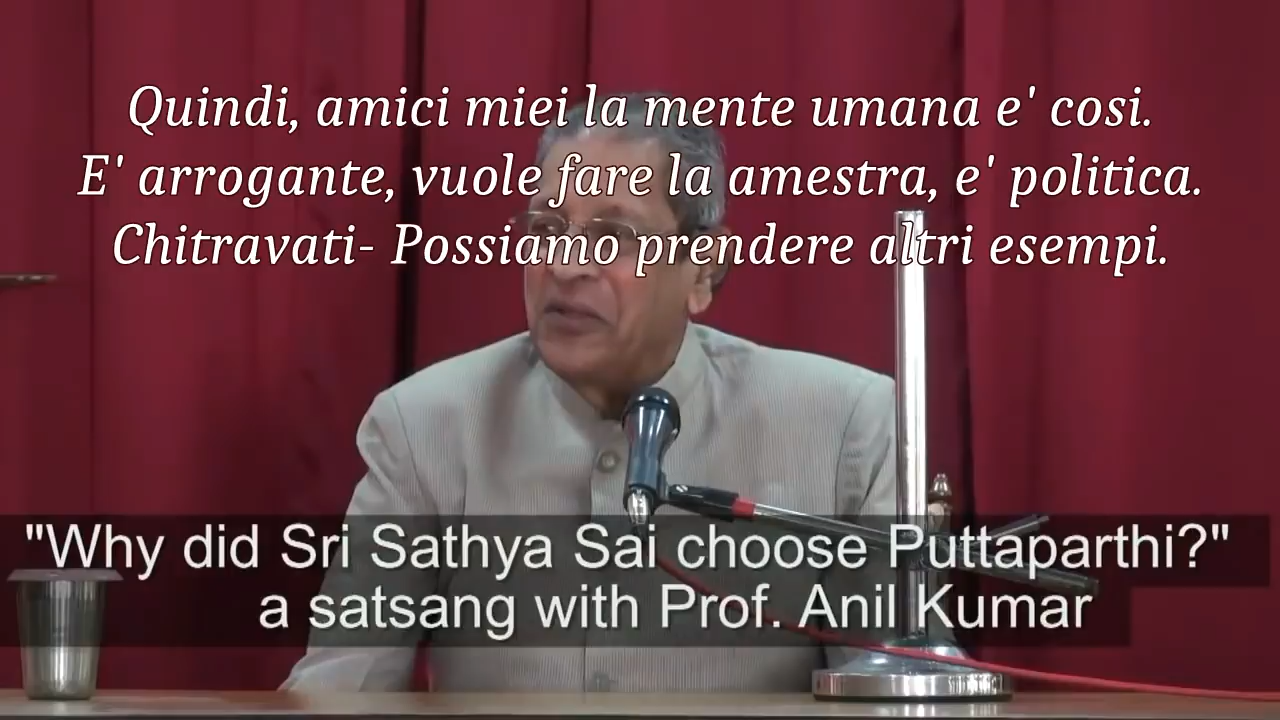 Quindi, amici miei la mente umana e' cosi.
E' arrogante, vuole fare la amestra, e' politica.
Chitravati- Possiamo prendere altri esempi.
"Why did Sri Sathya Sai choose Puttaparthi?"
a satsang with Prof. Anil Kumar